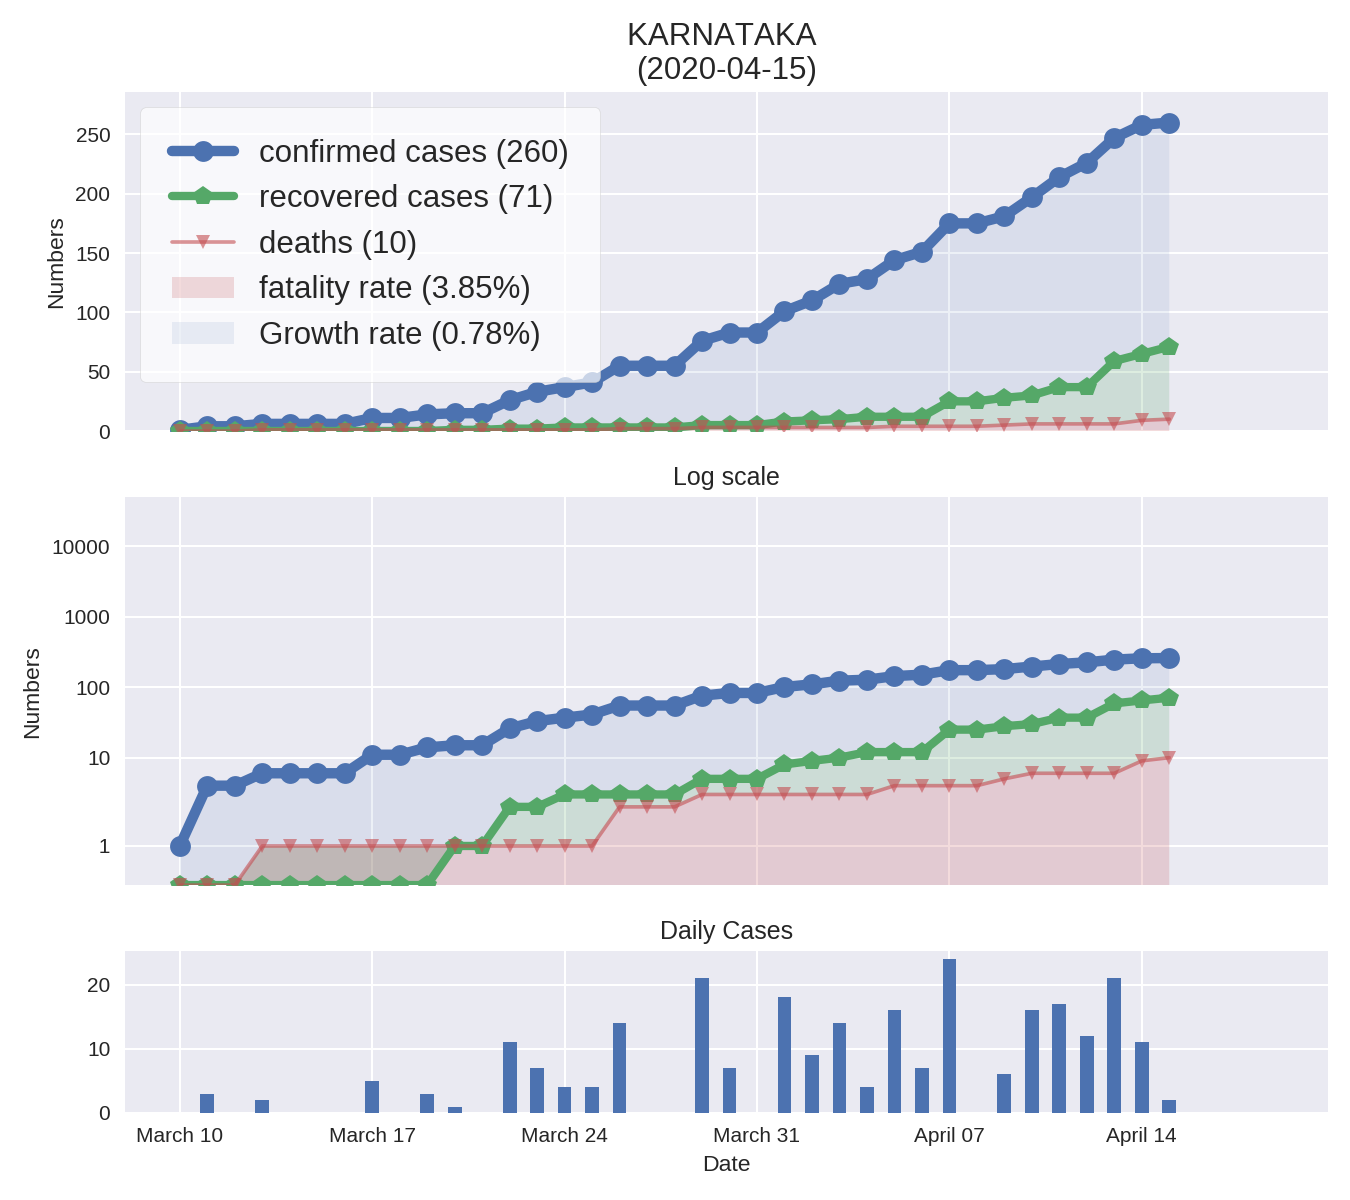 KARNATAKA
(2020-04-15)
250
200
150
100
50
0
Numbers
confirmed cases (260)
recovered cases (71)
deaths (10)
fatality rate (3.85%)
Growth rate (0.78%)
Log scale
10000
1000
100
10
1
Numbers
Daily Cases
20
10
0
March 10 March 17 March 24 March 31 April 07 April 14
Date